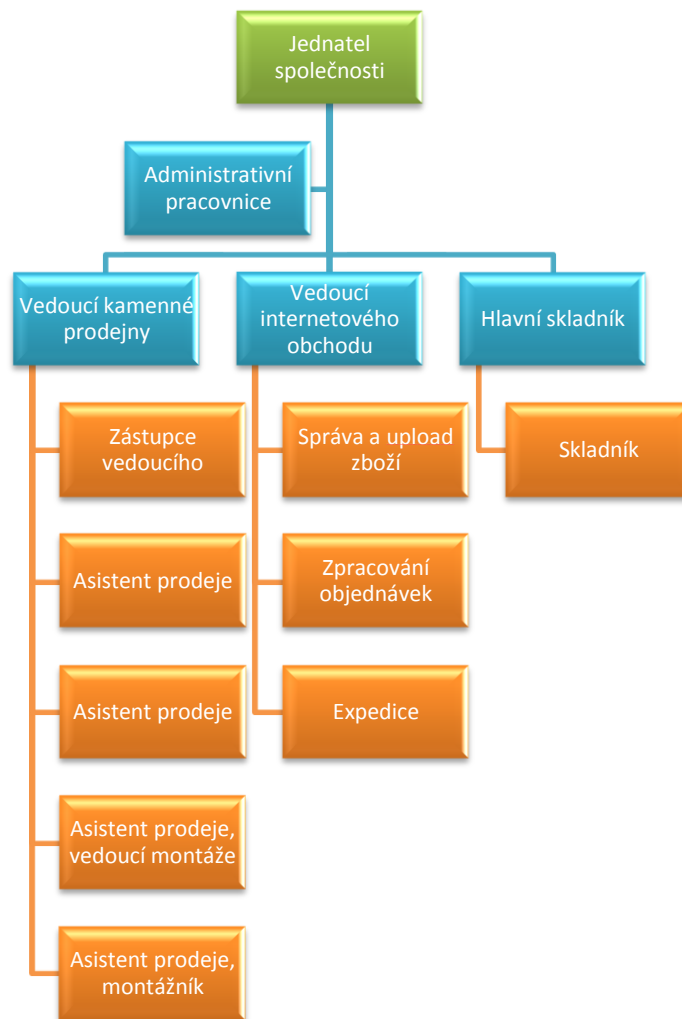 Jednatel
společnosti
Administrativní
pracovnice
Vedoucí kamenné
prodejny
Vedoucí
internetového
obchodu
Hlavní skladník
Zástupce
vedoucího
Správa a upload
zboží
Skladník
Asistent prodeje
Zpracování
objednávek
Asistent prodeje
Expedice
Asistent prodeje,
vedoucí montáže
Asistent prodeje,
montážník